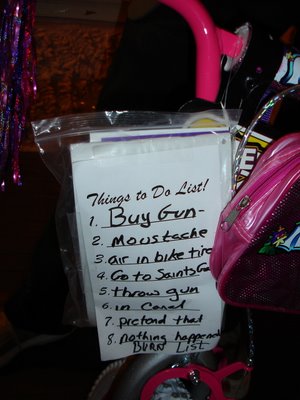 Things to Do List!
1. Buy Gun-
2. Moustache
3. air in bike tire
4. Go to Saints Ga
5. throw gun
6. in Canal
7. pretend that
8. nothing happened
BURN List